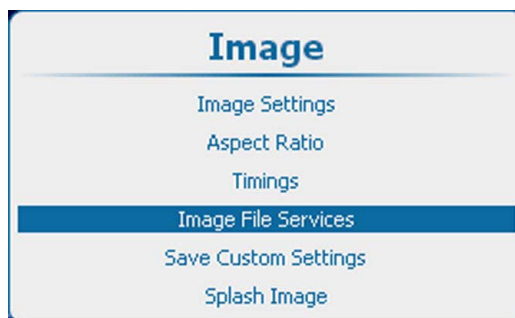 Image
Image Settings
Aspect Ratio
Timings
Image File Services
Save Custom Settings
Splash Image